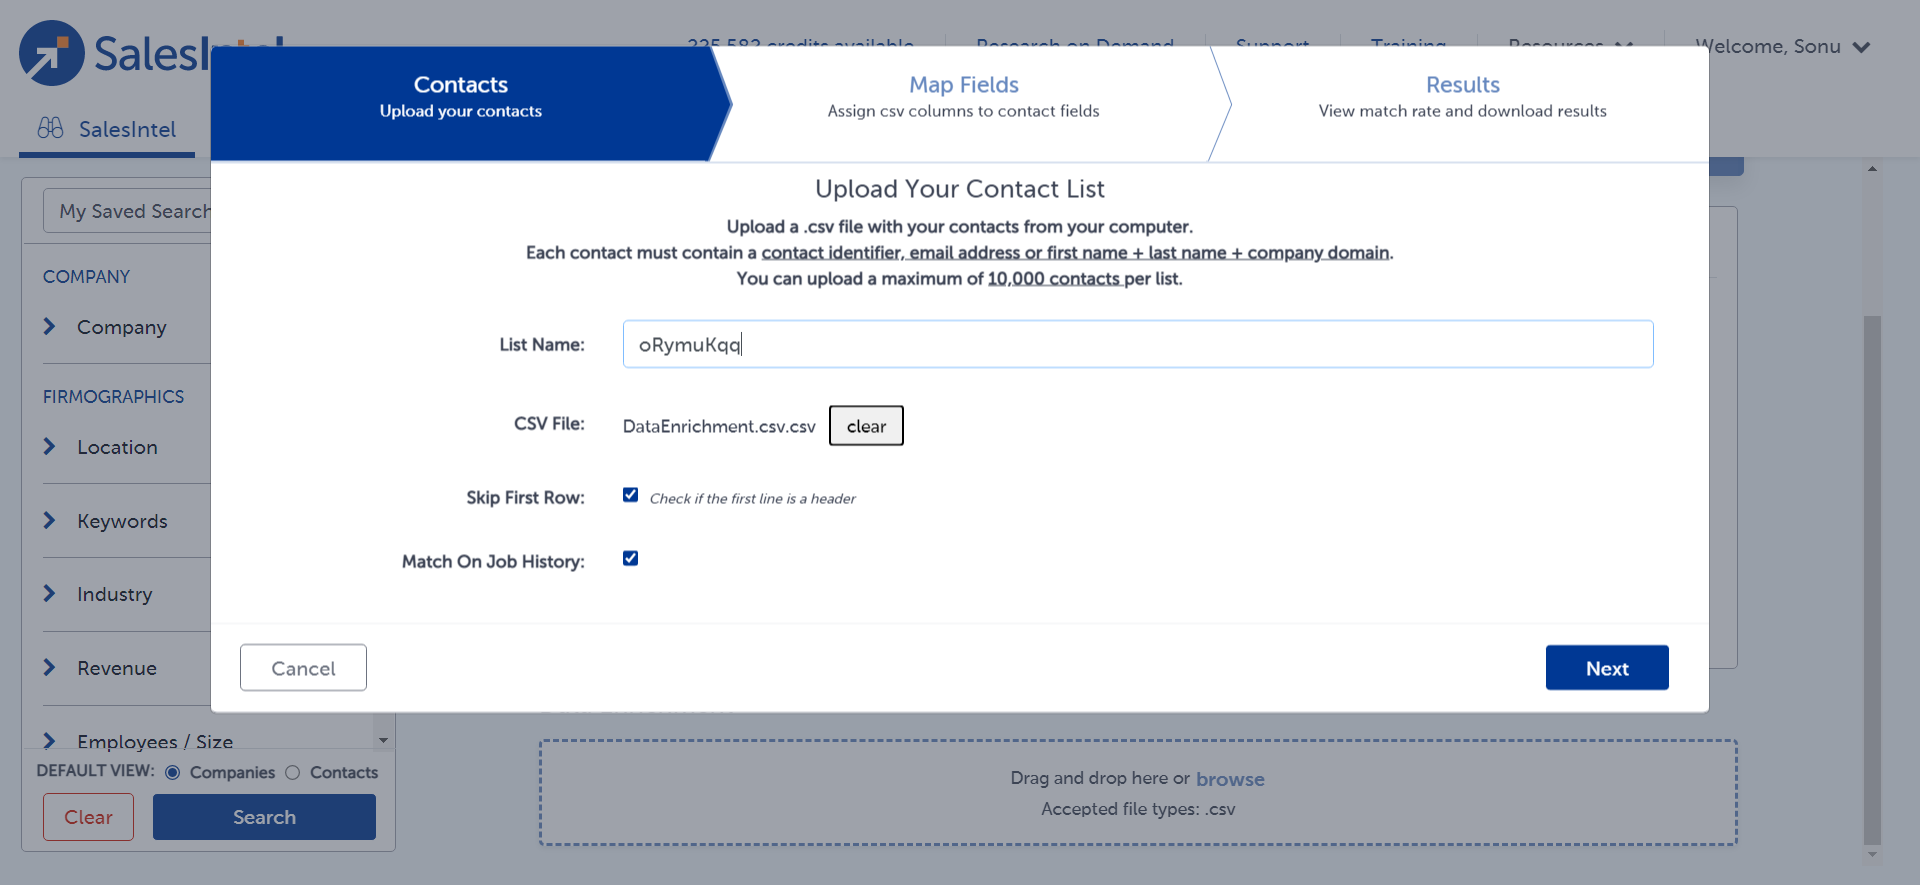 SalesIntel
225,582 credits available
Research on Demand
Support
Training
Resources
Welcome, Sonu
SalesIntel
Contacts
Upload your contacts
Map Fields
Assign csv columns to contact fields
Results
View match rate and download results
My Saved Search
COMPANY
Company
FIRMOGRAPHICS
Location
Keywords
Industry
Revenue
Employees / Size
DEFAULT VIEW: Companies Contacts
Clear
Search
Upload Your Contact List
Upload a .csv file with your contacts from your computer.
Each contact must contain a contact identifier, email address or first name + last name + company domain.
You can upload a maximum of 10,000 contacts per list.
List Name: oRymuKqq
CSV File: DataEnrichment.csv.csv clear
Skip First Row: Check if the first line is a header
Match On Job History:
Cancel
Next
Drag and drop here or browse
Accepted file types: .csv